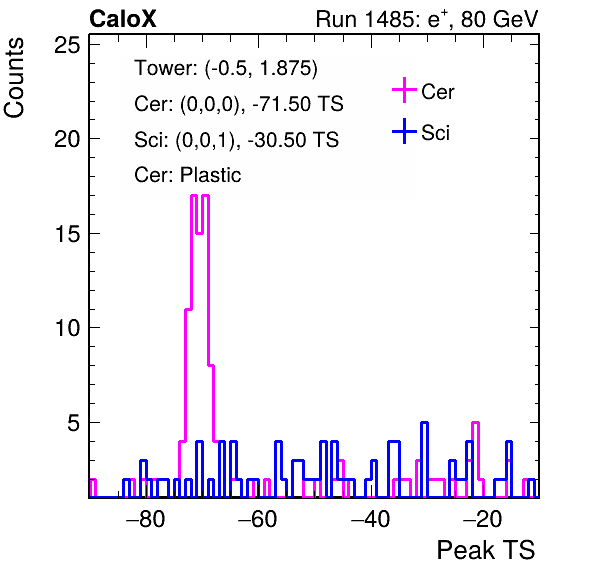 CaloX Run 1485: e⁺, 80 GeV
Counts
25
20
15
10
5
Tower: (-0.5, 1.875)
Cer: (0,0,0), -71.50 TS
Sci: (0,0,1), -30.50 TS
Cer: Plastic
Cer
Sci
−80 −60 −40 −20
Peak TS